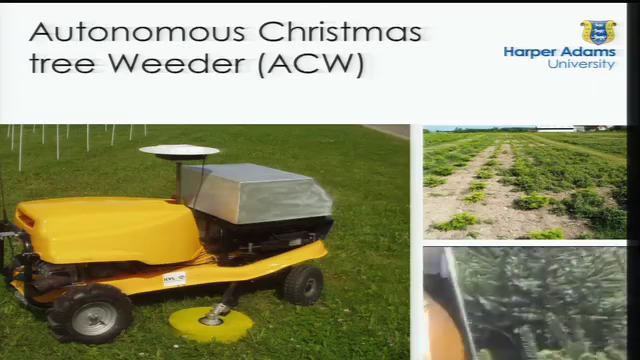 Autonomous Christmas
tree Weeder (ACW)
Harper Adams
University